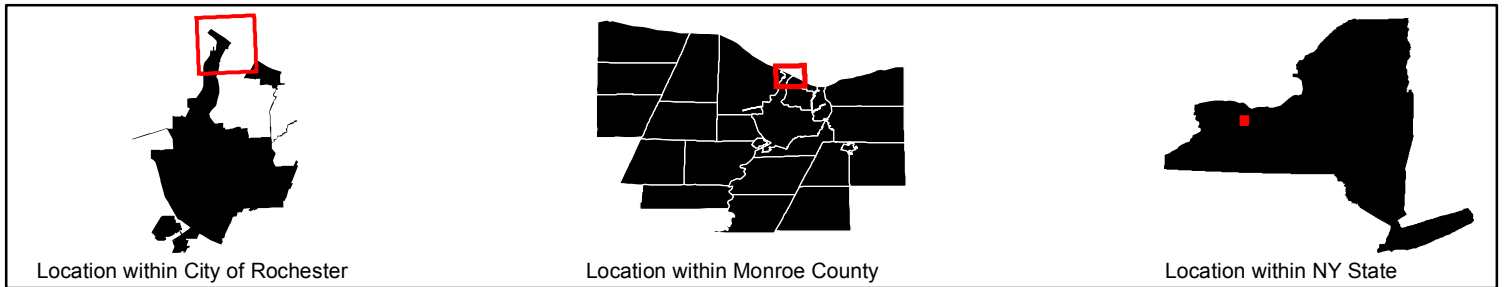 Location within City of Rochester
Location within Monroe County
Location within NY State